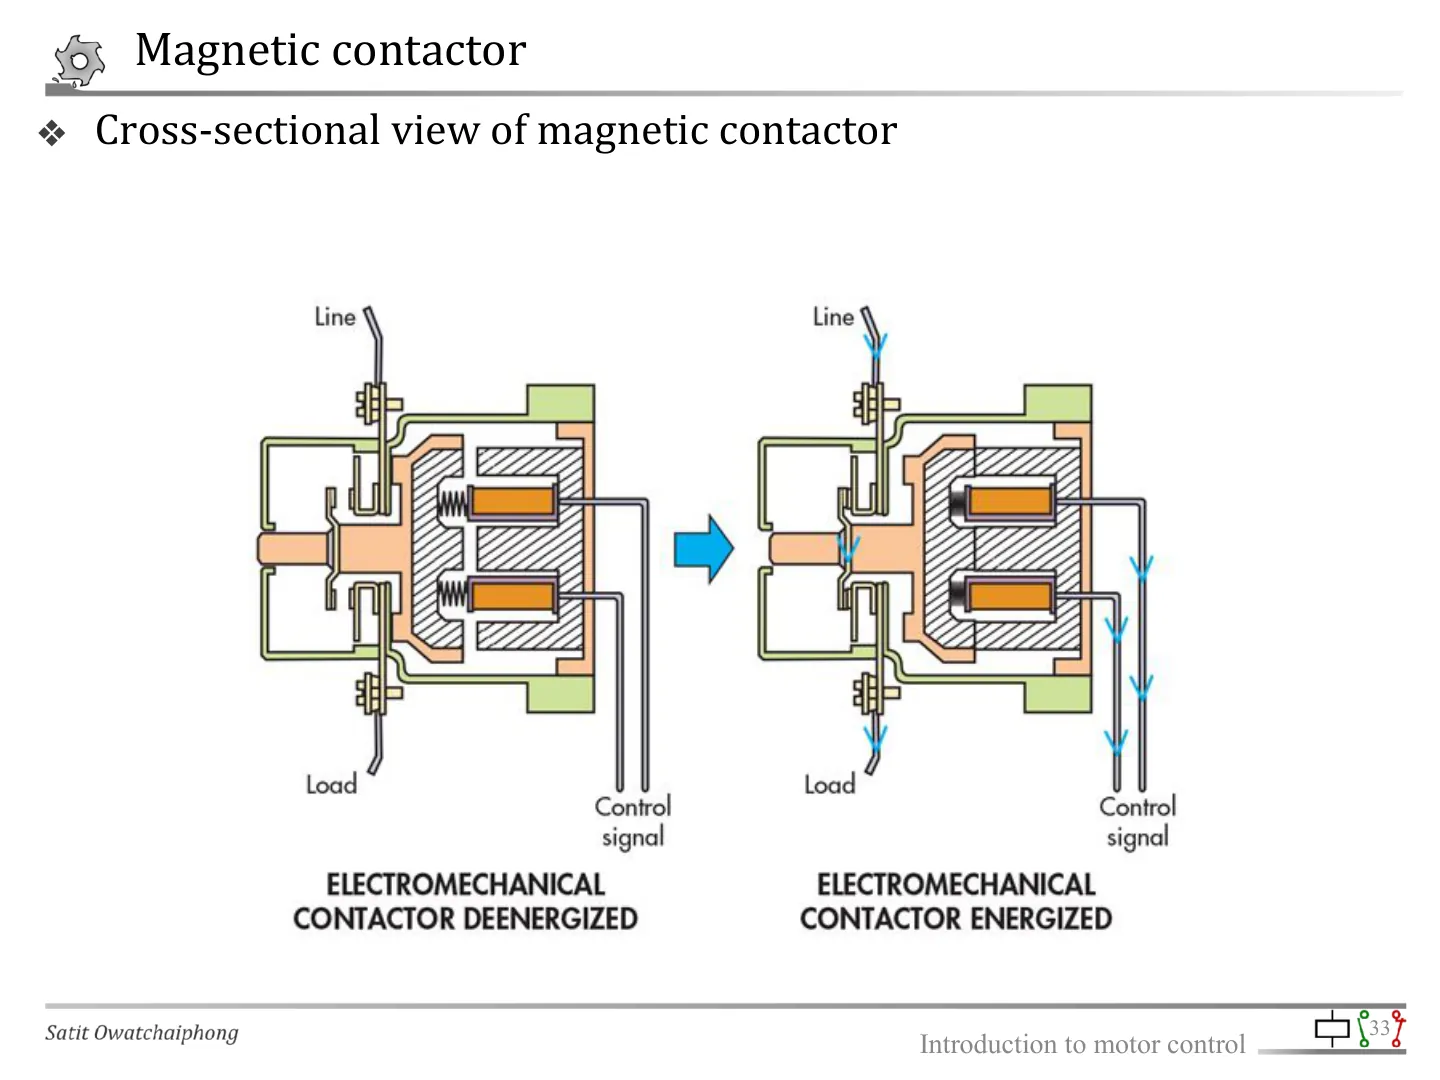 Magnetic contactor
Cross-sectional view of magnetic contactor
Line
Load
Control
signal
ELECTROMECHANICAL
CONTACTOR DEENERGIZED
Line
Load
Control
signal
ELECTROMECHANICAL
CONTACTOR ENERGIZED
Satit Owatchaiphong
Introduction to motor control
33